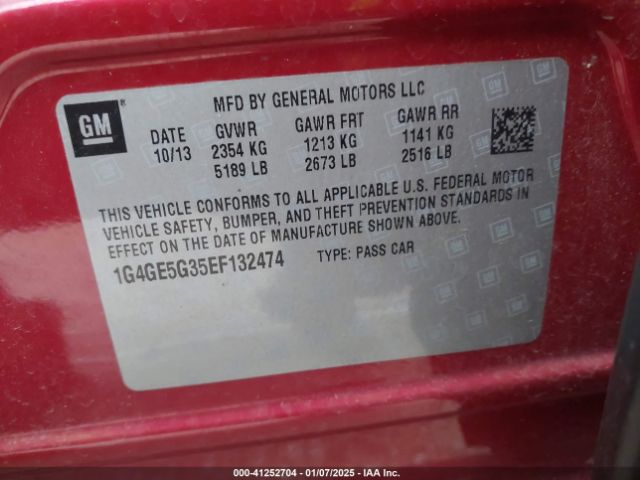 MFD BY GENERAL MOTORS LLC
GM ®
DATE GVWR GAWR FRT GAWR RR
10/13 2354 KG 1213 KG 1141 KG
5189 LB 2673 LB 2516 LB
THIS VEHICLE CONFORMS TO ALL APPLICABLE U.S. FEDERAL MOTOR
VEHICLE SAFETY, BUMPER, AND THEFT PREVENTION STANDARDS IN
EFFECT ON THE DATE OF MANUFACTURE SHOWN ABOVE.
1G4GE5G35EF132474 TYPE: PASS CAR
000-41252704 - 01/07/2025 - IAA Inc.